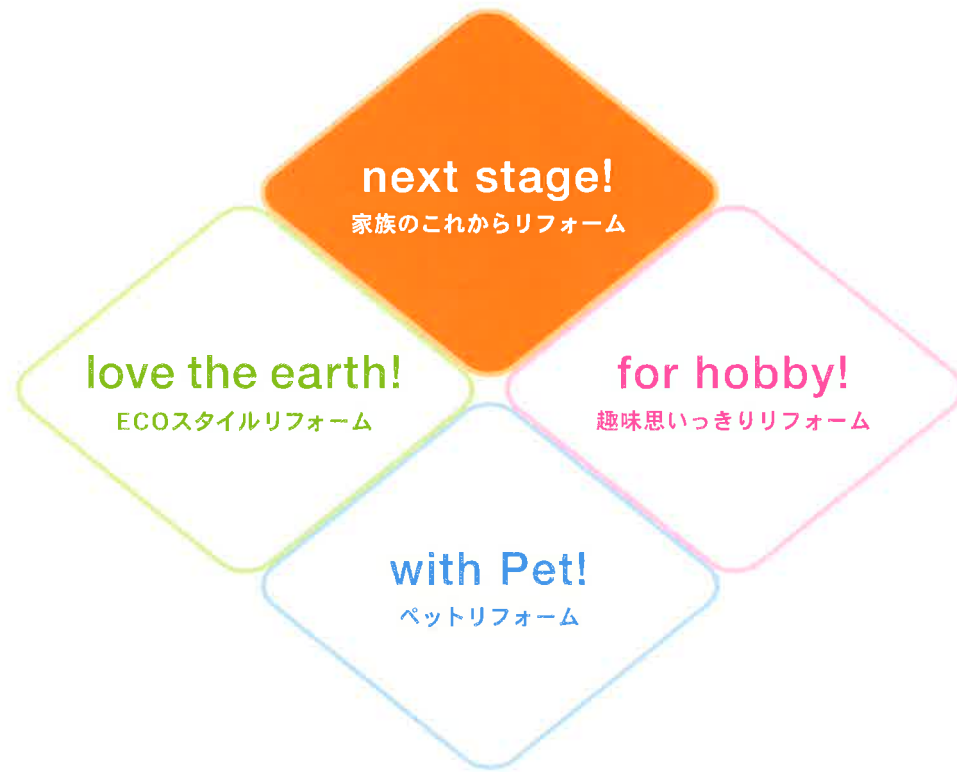 next stage!
家族のこれからリフォーム
love the earth!
ECOスタイルリフォーム
for hobby!
趣味思いっきりリフォーム
with Pet!
ペットリフォーム